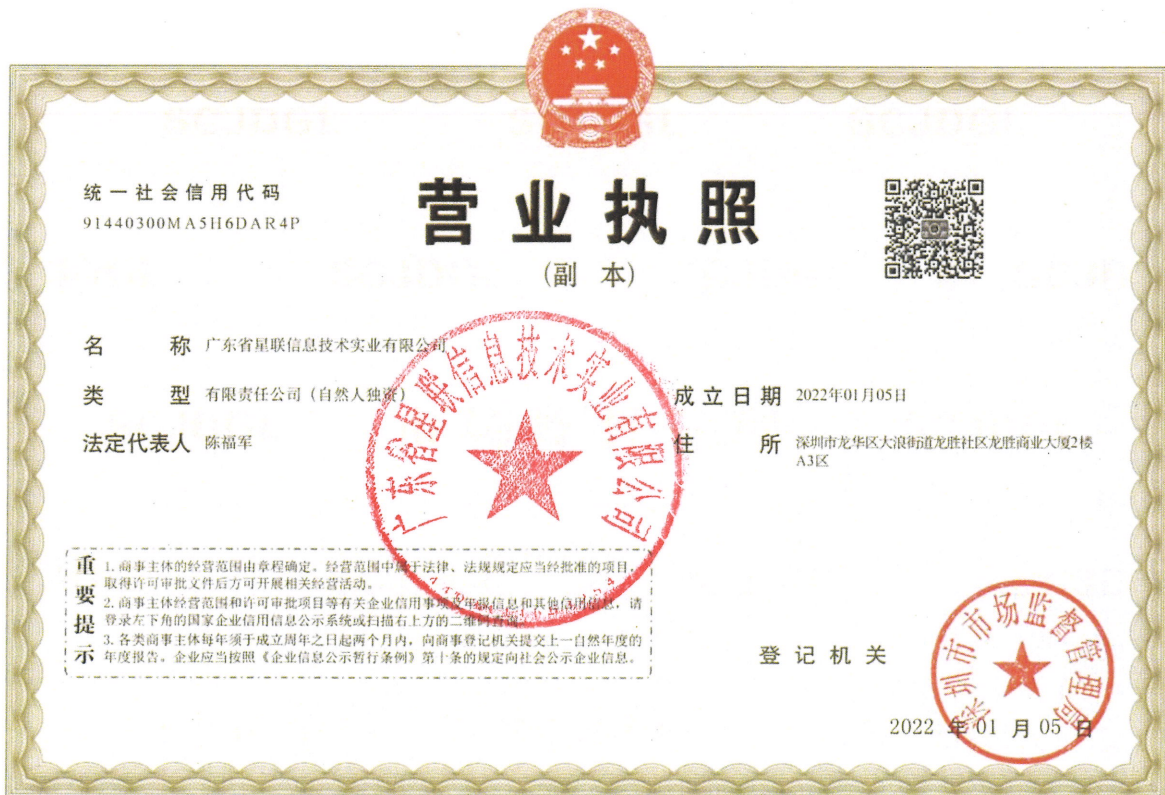 统一社会信用代码
91440300MA5H6DAR4P
营业执照
(副 本)
名 称 广东省星联信息技术实业有限公司
类 型 有限责任公司（自然人独资）
法定代表人 陈福军
成立日期 2022年01月05日
住 所 深圳市龙华区大浪街道龙胜社区龙胜商业大厦2楼
A3区
广东省星联信息技术实业有限公司
重要提示
1. 商事主体的经营范围由章程确定。经营范围中属于法律、法规规定应当经批准的项目，
取得许可审批文件后方可开展相关经营活动。
2. 商事主体经营范围和许可审批项目等有关企业信用事项及年报信息和其他信用信息，请
登录左下角的国家企业信用信息公示系统或扫描右上方的二维码查询。
3. 各类商事主体每年须于成立周年之日起两个月内，向商事登记机关提交上一自然年度的
年度报告。企业应当按照《企业信息公示暂行条例》第十条的规定向社会公示企业信息。
登记机关
深圳市市场监督管理局
2022 年 01 月 05 日